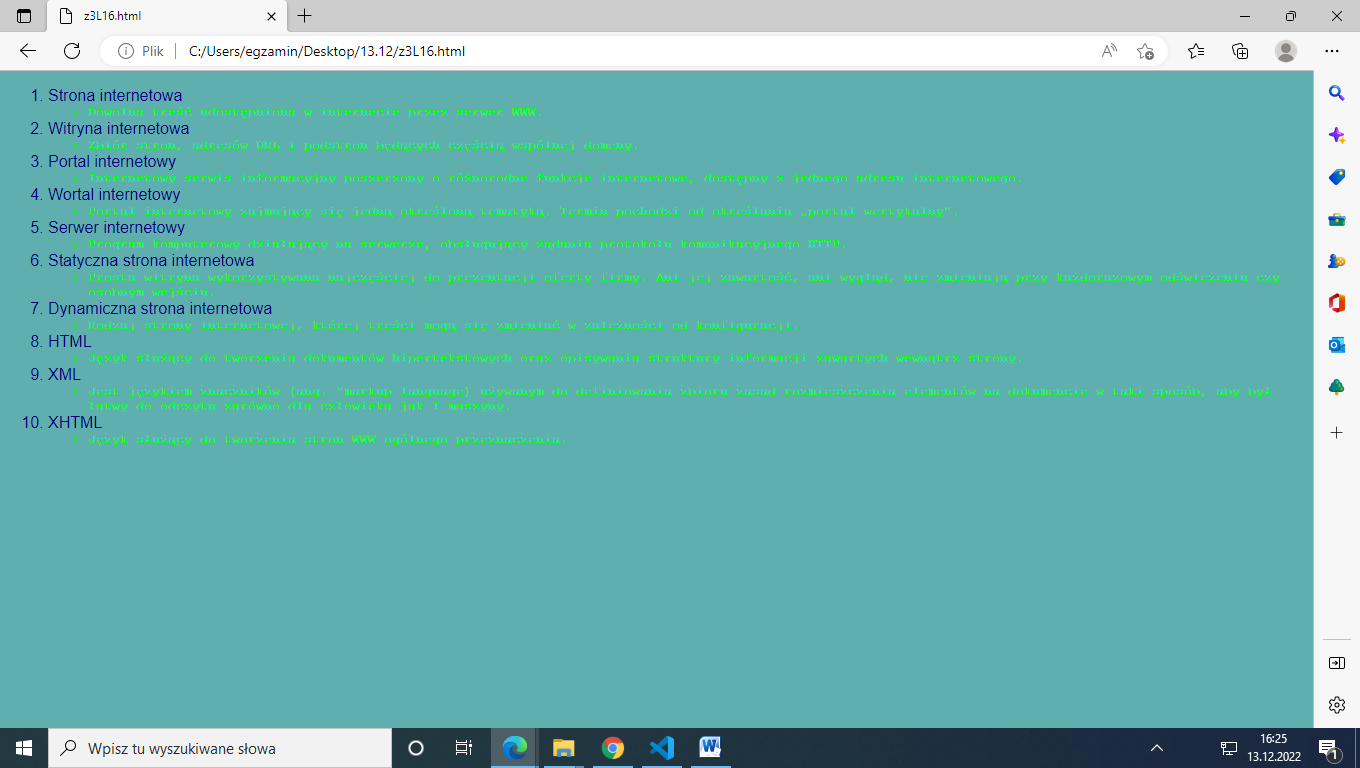 z3L16.html
Plik
C:/Users/egzamin/Desktop/13.12/z3L16.html
1. Strona internetowa
Dowolna treść udostępniona w internecie przez serwer WWW.
2. Witryna internetowa
Zbiór stron, adresów URL i podstron będących częścią wspólnej domeny.
3. Portal internetowy
Internetowy serwis informacyjny poszerzony o różnorodne funkcje internetowe, dostępny z jednego adresu internetowego.
4. Wortal internetowy
Portal internetowy zajmujący się jedną określoną tematyką. Termin pochodzi od określenia „portal wertykalny”.
5. Serwer internetowy
Program komputerowy działający na serwerze, obsługujący żądania protokołu komunikacyjnego HTTP.
6. Statyczna strona internetowa
Prosta witryna wykorzystywana najczęściej do prezentacji oferty firmy. Ani jej zawartość, ani wygląd, nie zmieniają przy każdorazowym odświeżeniu czy
osobnym wejściu.
7. Dynamiczna strona internetowa
Rodzaj strony internetowej, której treści mogą się zmieniać w zależności od konfiguracji.
8. HTML
Język służący do tworzenia dokumentów hipertekstowych oraz opisywania struktury informacji zawartych wewnątrz strony.
9. XML
Jest językiem znaczników (ang. "markup language) używanym do definiowania zbioru zasad rozmieszczenia elementów na dokumencie w taki sposób, aby był
łatwy do odczytu zarówno dla człowieka jak i maszyny.
10. XHTML
Język służący do tworzenia stron WWW ogólnego przeznaczenia.
Wpisz tu wyszukiwane słowa
16:25
13.12.2022
1